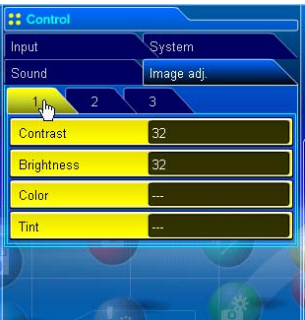 Control
Input System
Sound Image adj.
1 2 3
Contrast 32
Brightness 32
Color ---
Tint ---